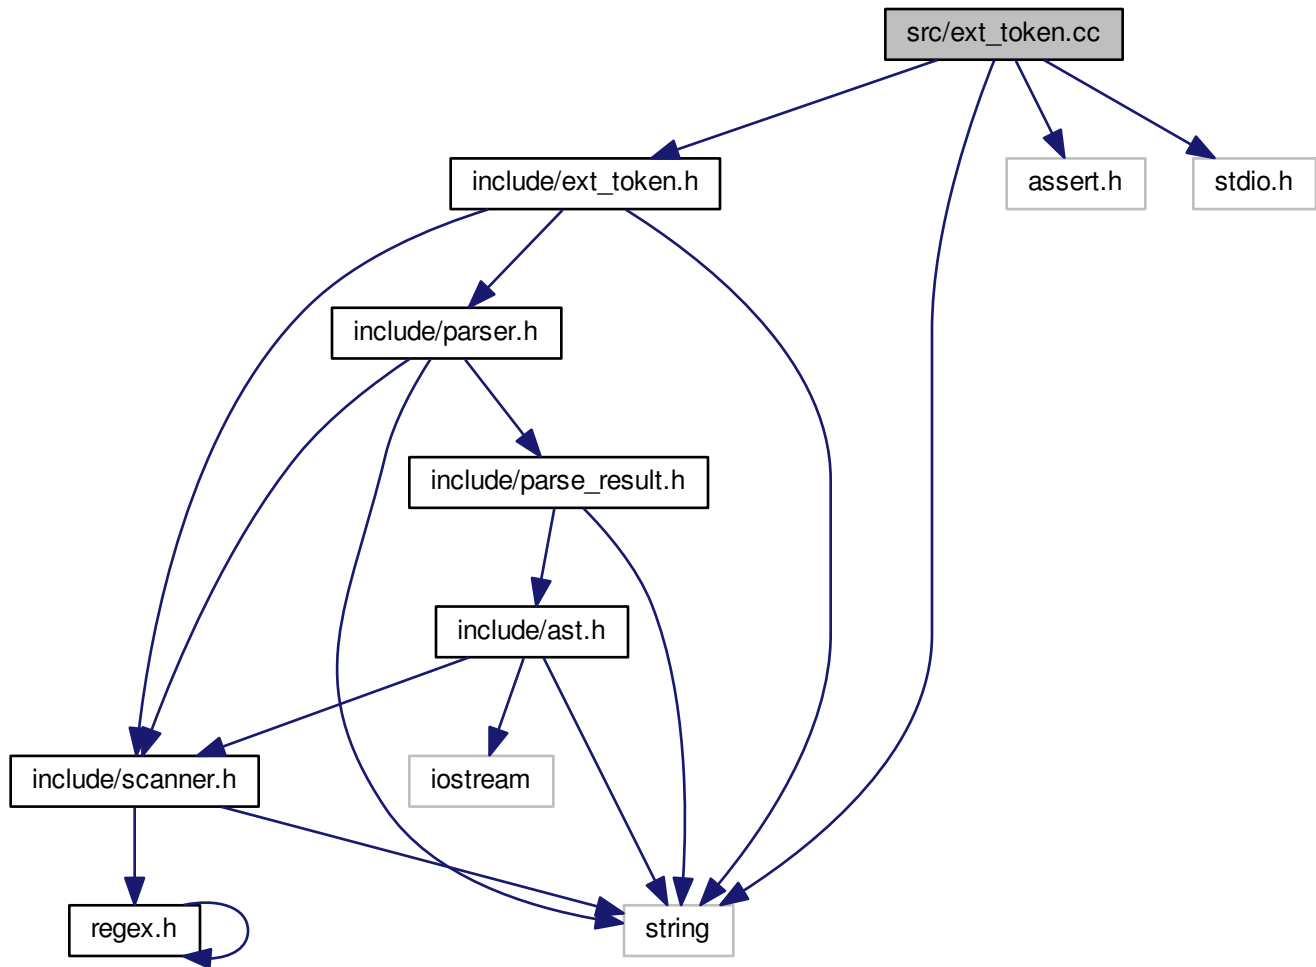 src/ext_token.cc
include/ext_token.h
assert.h
stdio.h
include/parser.h
include/parse_result.h
include/ast.h
include/scanner.h
iostream
regex.h
string